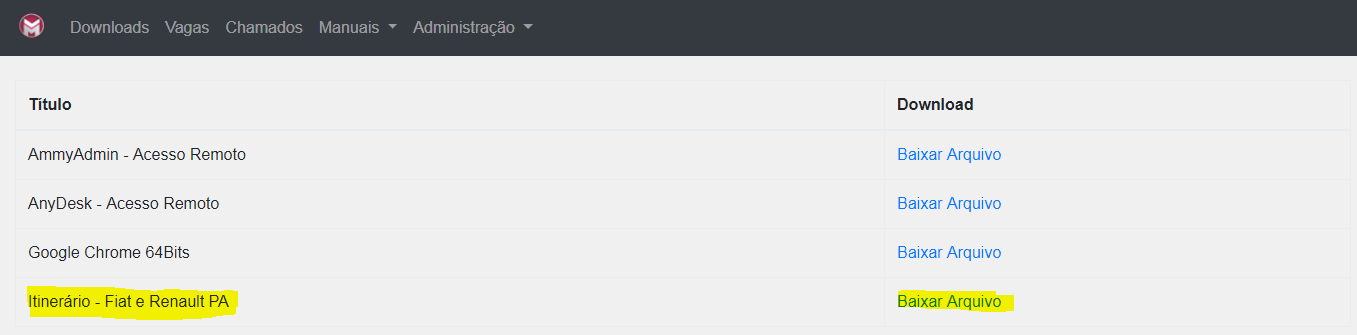 Downloads Vagas Chamados Manuais Administração
Título Download
AmmyAdmin - Acesso Remoto Baixar Arquivo
AnyDesk - Acesso Remoto Baixar Arquivo
Google Chrome 64Bits Baixar Arquivo
Itinerário - Fiat e Renault PA Baixar Arquivo